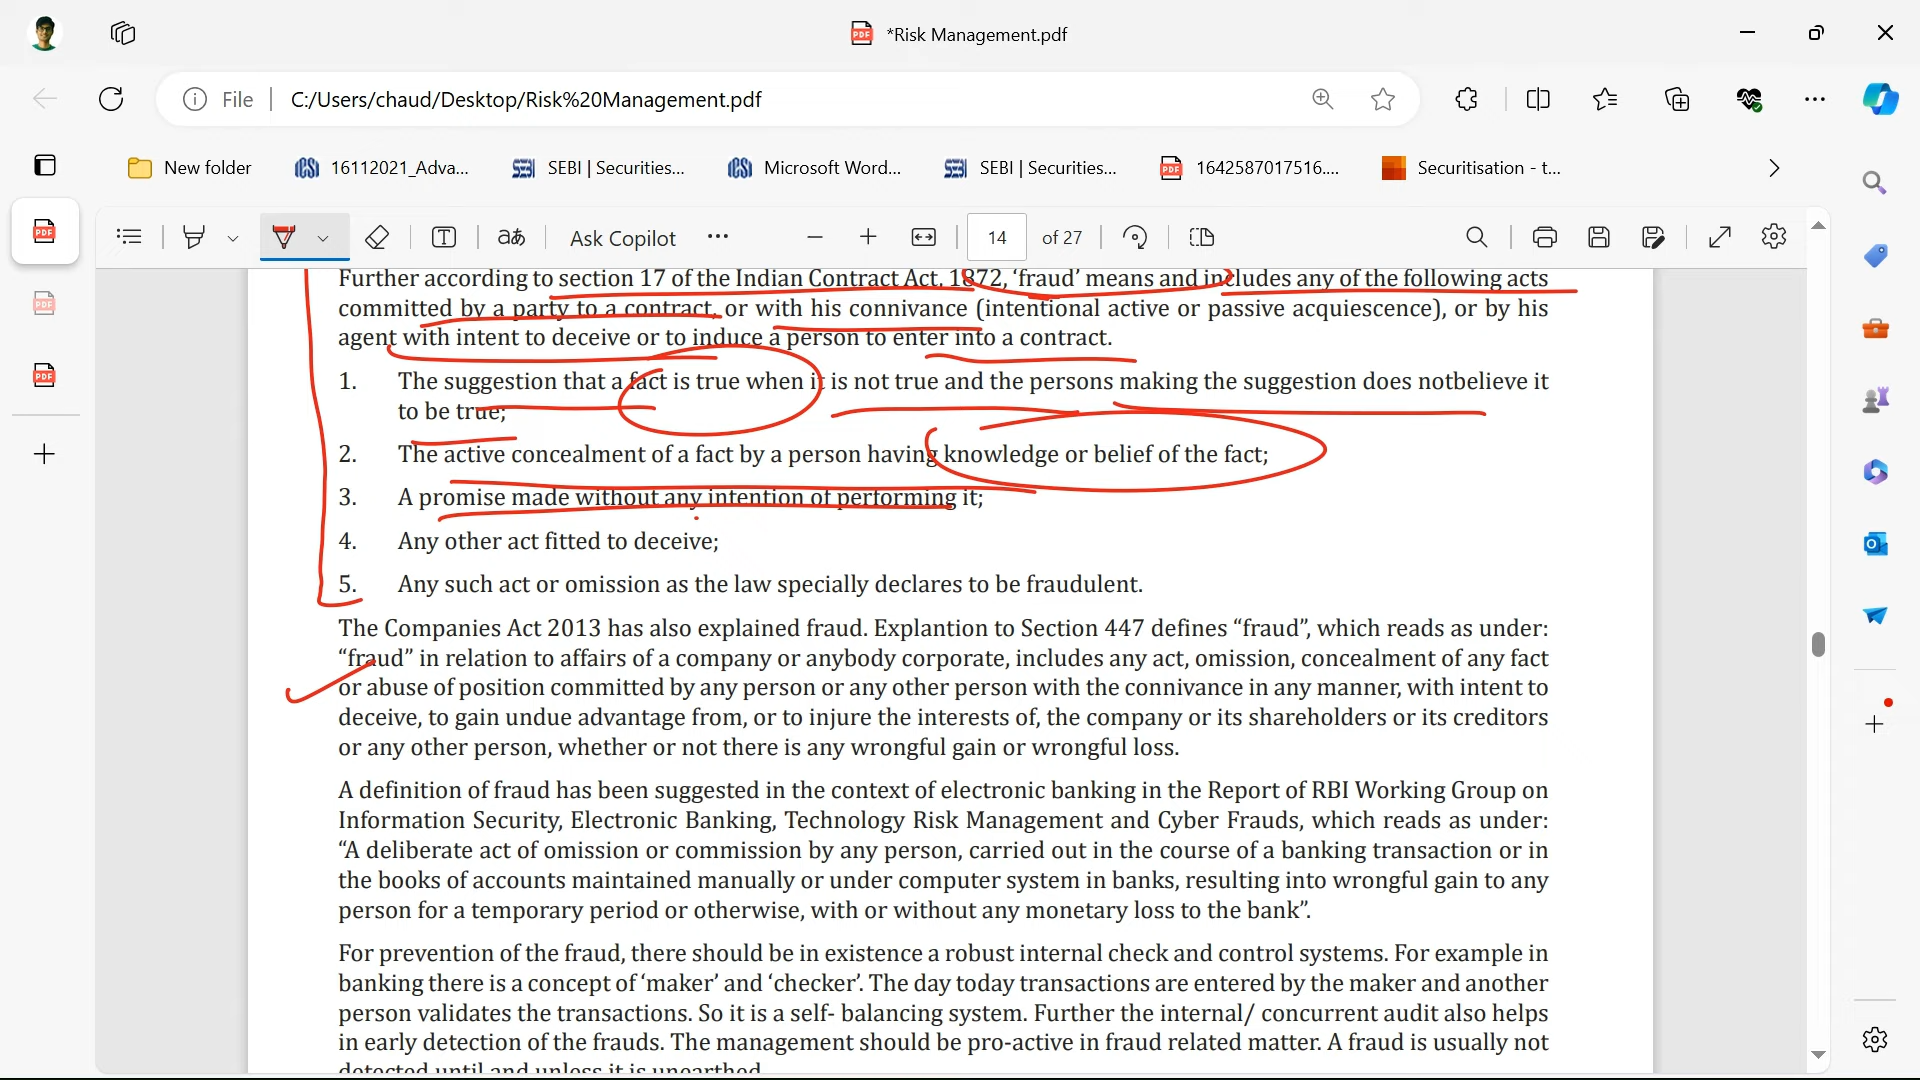 *Risk Management.pdf
File
C:/Users/chaud/Desktop/Risk%20Management.pdf
New folder
16112021_Adva...
SEBI | Securities...
Microsoft Word...
SEBI | Securities...
1642587017516....
Securitisation - t...
Ask Copilot
14 of 27
Further according to section 17 of the Indian Contract Act, 1872, ‘fraud’ means and includes any of the following acts
committed by a party to a contract, or with his connivance (intentional active or passive acquiescence), or by his
agent with intent to deceive or to induce a person to enter into a contract.
1. The suggestion that a fact is true when it is not true and the persons making the suggestion does notbelieve it
to be true;
2. The active concealment of a fact by a person having knowledge or belief of the fact;
3. A promise made without any intention of performing it;
4. Any other act fitted to deceive;
5. Any such act or omission as the law specially declares to be fraudulent.
The Companies Act 2013 has also explained fraud. Explantion to Section 447 defines “fraud”, which reads as under:
“fraud” in relation to affairs of a company or anybody corporate, includes any act, omission, concealment of any fact
or abuse of position committed by any person or any other person with the connivance in any manner, with intent to
deceive, to gain undue advantage from, or to injure the interests of, the company or its shareholders or its creditors
or any other person, whether or not there is any wrongful gain or wrongful loss.
A definition of fraud has been suggested in the context of electronic banking in the Report of RBI Working Group on
Information Security, Electronic Banking, Technology Risk Management and Cyber Frauds, which reads as under:
“A deliberate act of omission or commission by any person, carried out in the course of a banking transaction or in
the books of accounts maintained manually or under computer system in banks, resulting into wrongful gain to any
person for a temporary period or otherwise, with or without any monetary loss to the bank”.
For prevention of the fraud, there should be in existence a robust internal check and control systems. For example in
banking there is a concept of ‘maker’ and ‘checker’. The day today transactions are entered by the maker and another
person validates the transactions. So it is a self- balancing system. Further the internal/ concurrent audit also helps
in early detection of the frauds. The management should be pro-active in fraud related matter. A fraud is usually not
detected until and unless it is unearthed.